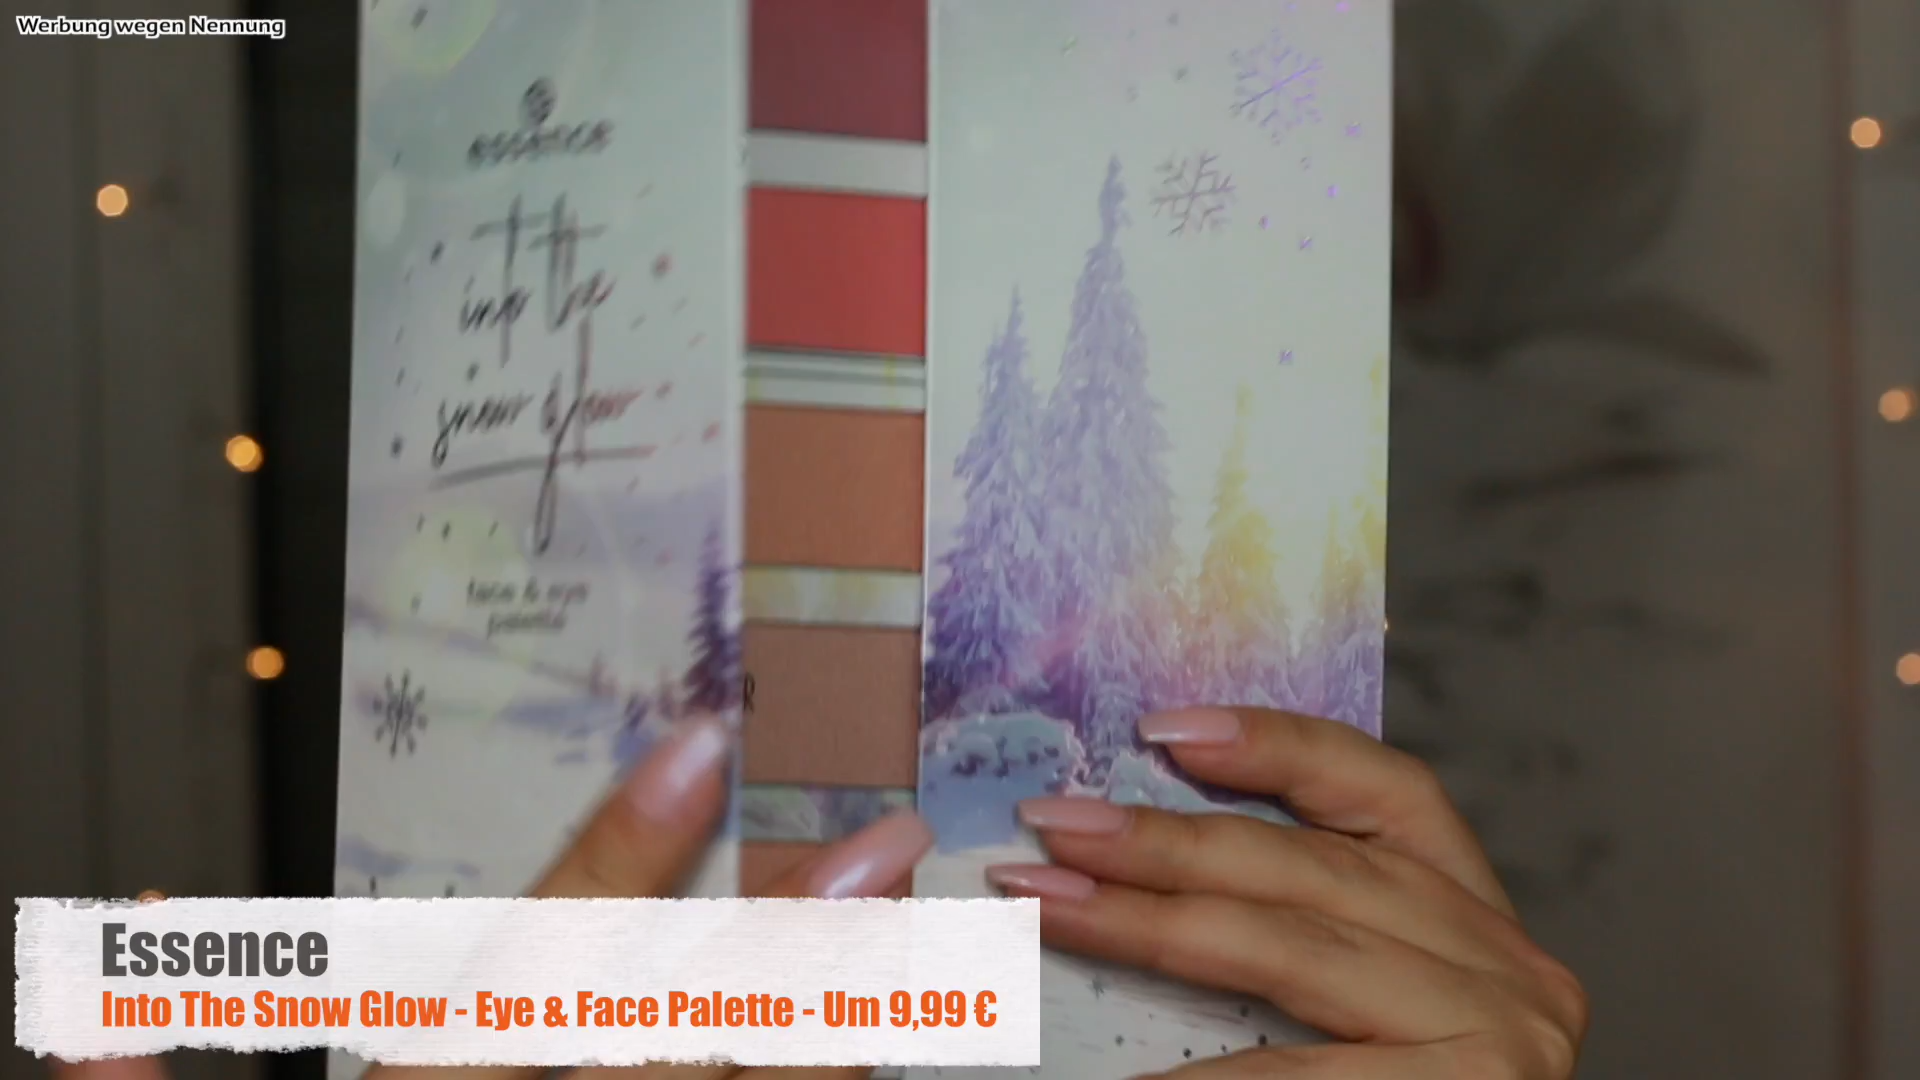 Werbung wegen Nennung
essence
into the
snow glow
face & eye
palette
Essence
Into The Snow Glow - Eye & Face Palette - Um 9,99 €